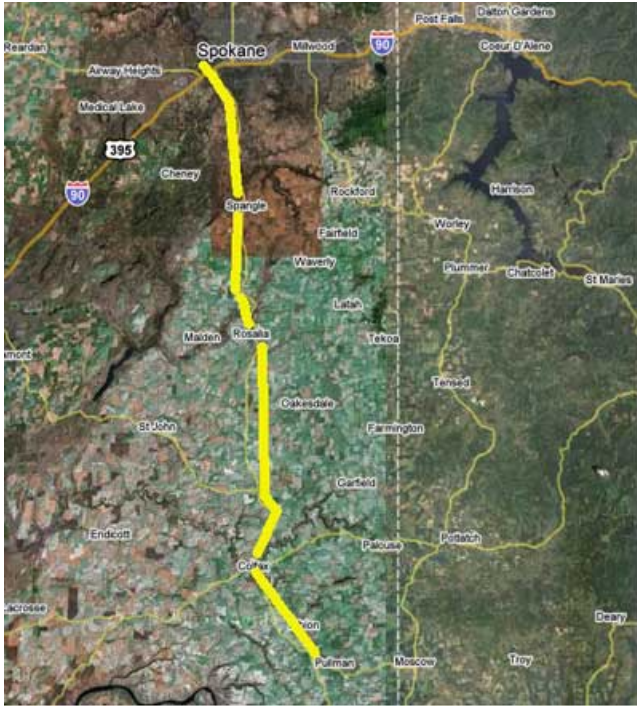 Dalton Gardens
Post Falls
Reardan
Spokane
Millwood
90
Coeur D'Alene
Airway Heights
Medical Lake
395
Cheney
90
Rockford
Harrison
Spangle
Worley
Fairfield
Waverly
Plummer
Chatcolet
St Maries
Latah
Malden
Rosalia
Tekoa
amont
Tensed
Oakesdale
St John
Farmington
Garfield
Endicott
Palouse
Potlatch
Colfax
Lacrosse
Deary
Pullman
Moscow
Troy